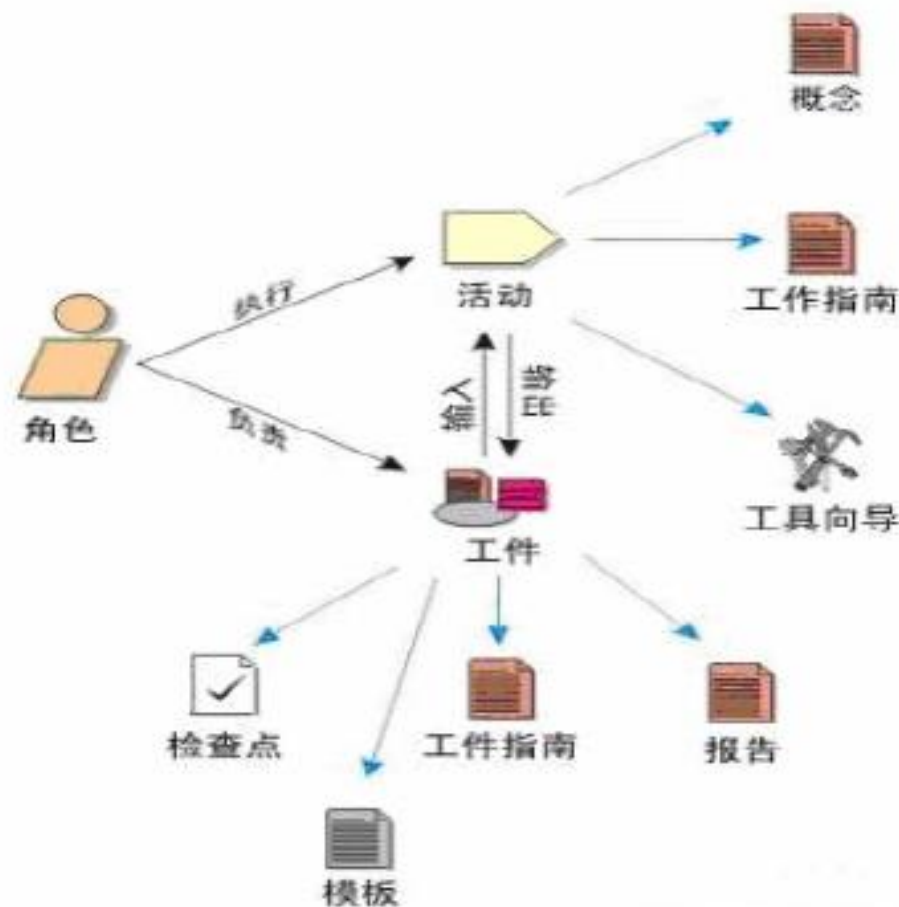 概念
工作指南
执行
活动
角色
负责
输入
输出
工具向导
工件
检查点
工件指南
报告
模板